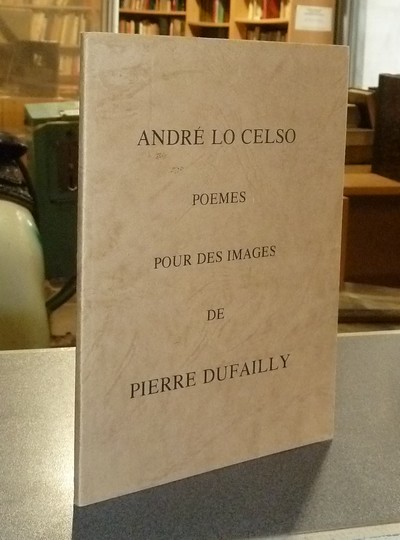 ANDRÉ LO CELSO
POEMES
POUR DES IMAGES
DE
PIERRE DUFAILLY